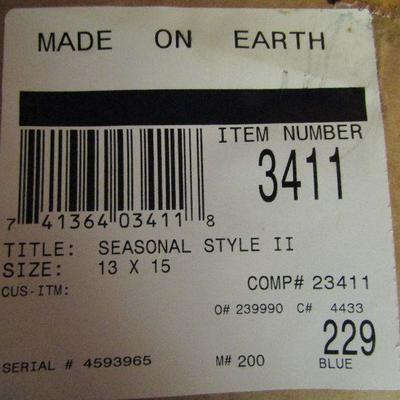 MADE ON EARTH
ITEM NUMBER
3411
7 41364 03411 8
TITLE: SEASONAL STYLE II
SIZE: 13 X 15
CUS-ITM:
COMP# 23411
O# 239990 C# 4433
229
SERIAL # 4593965 M# 200 BLUE